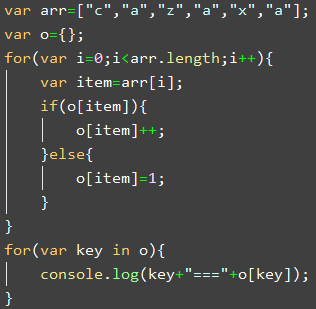 var arr=["c","a","z","a","x","a"];
var o={};
for(var i=0;i<arr.length;i++){
    var item=arr[i];
    if(o[item]){
        o[item]++;
    }else{
        o[item]=1;
    }
}
for(var key in o){
    console.log(key+"==="+o[key]);
}